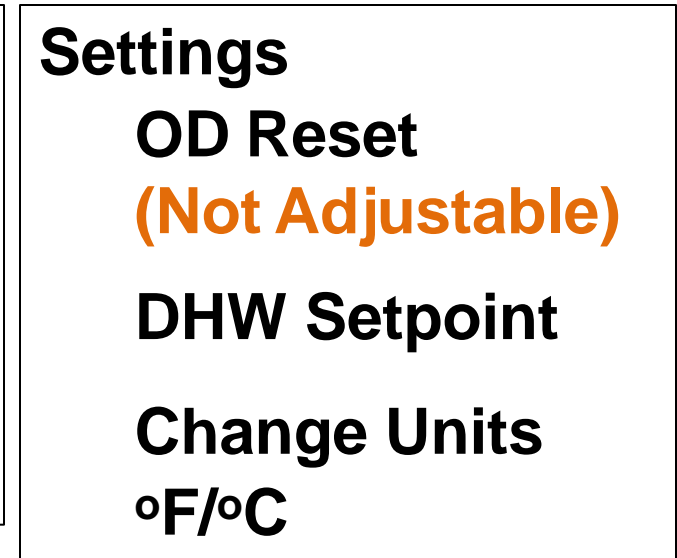 Settings
OD Reset
(Not Adjustable)
DHW Setpoint
Change Units
ºF/ºC